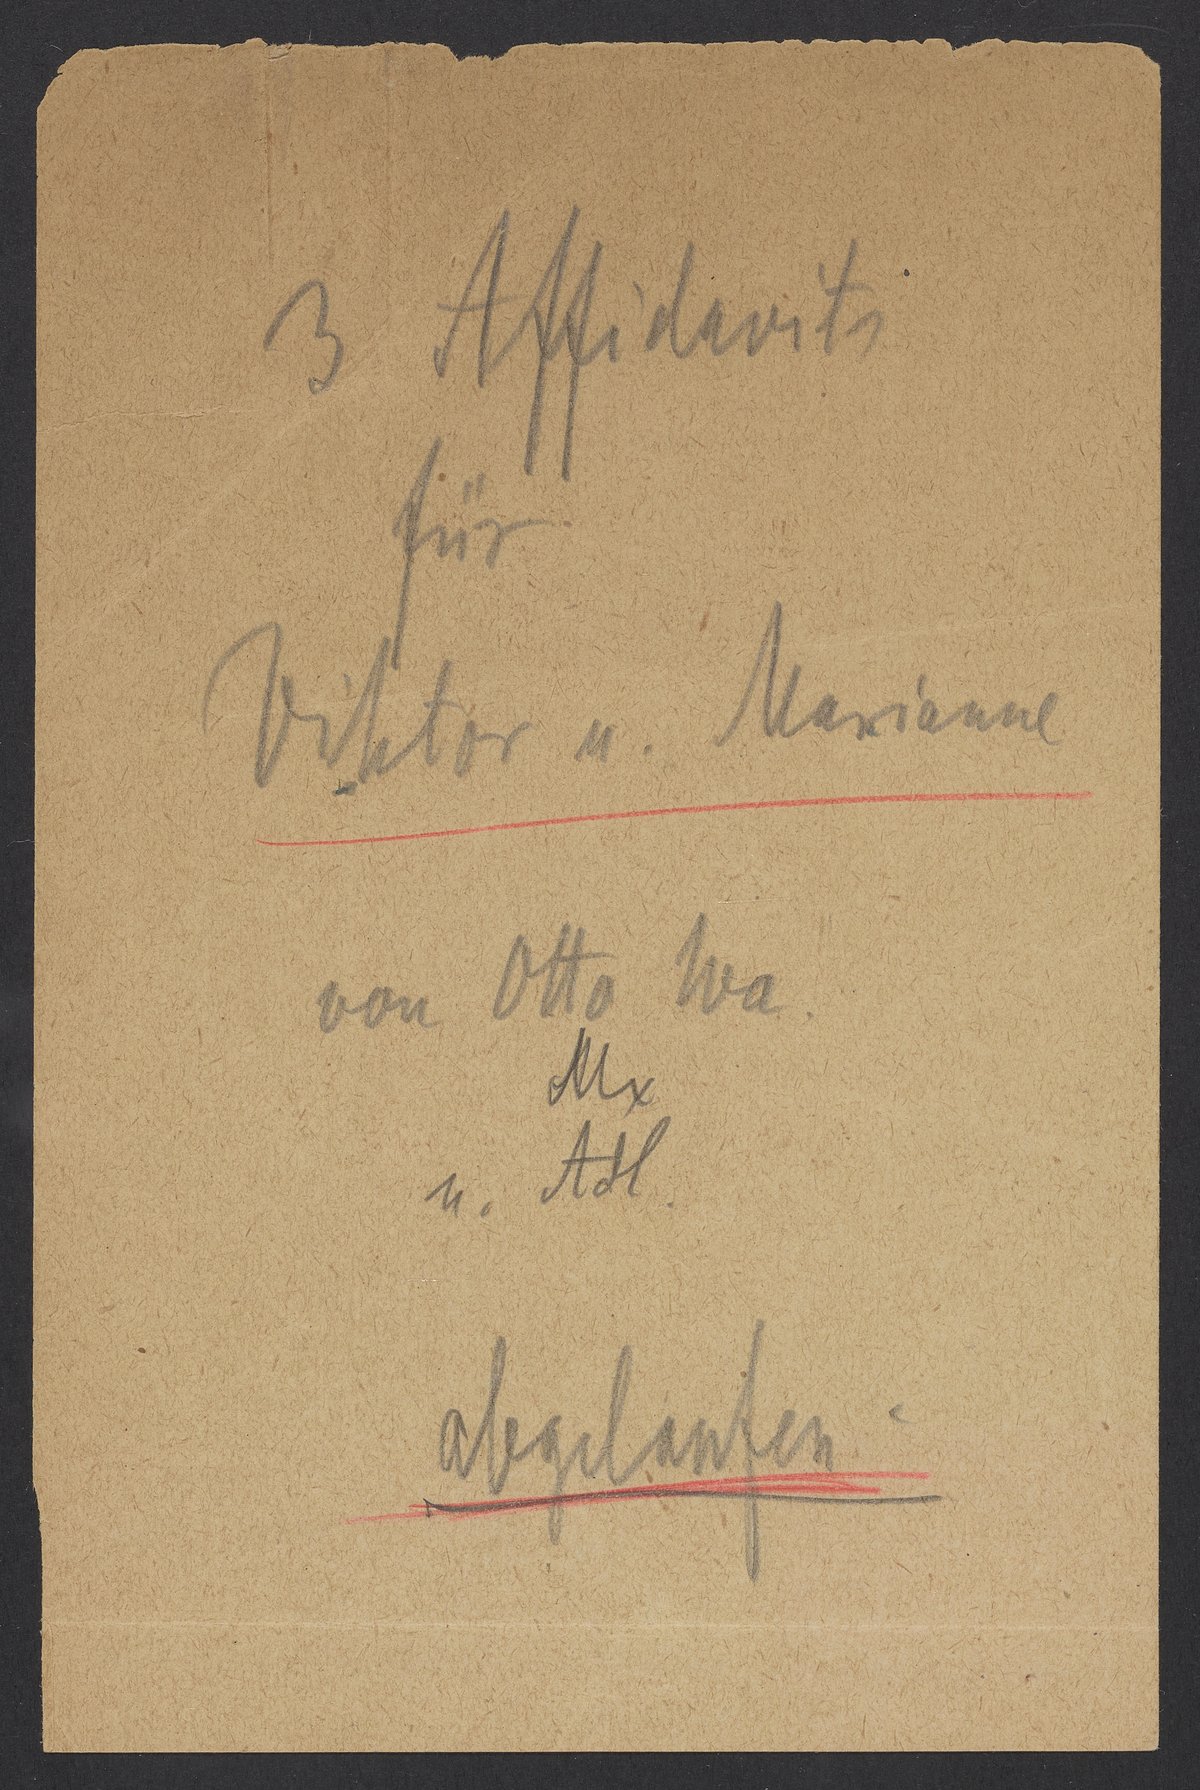 3 Affidavits
für
Viktor u. Marianne
von Otto Wa.
Mx
u. Adl.
abgelaufen